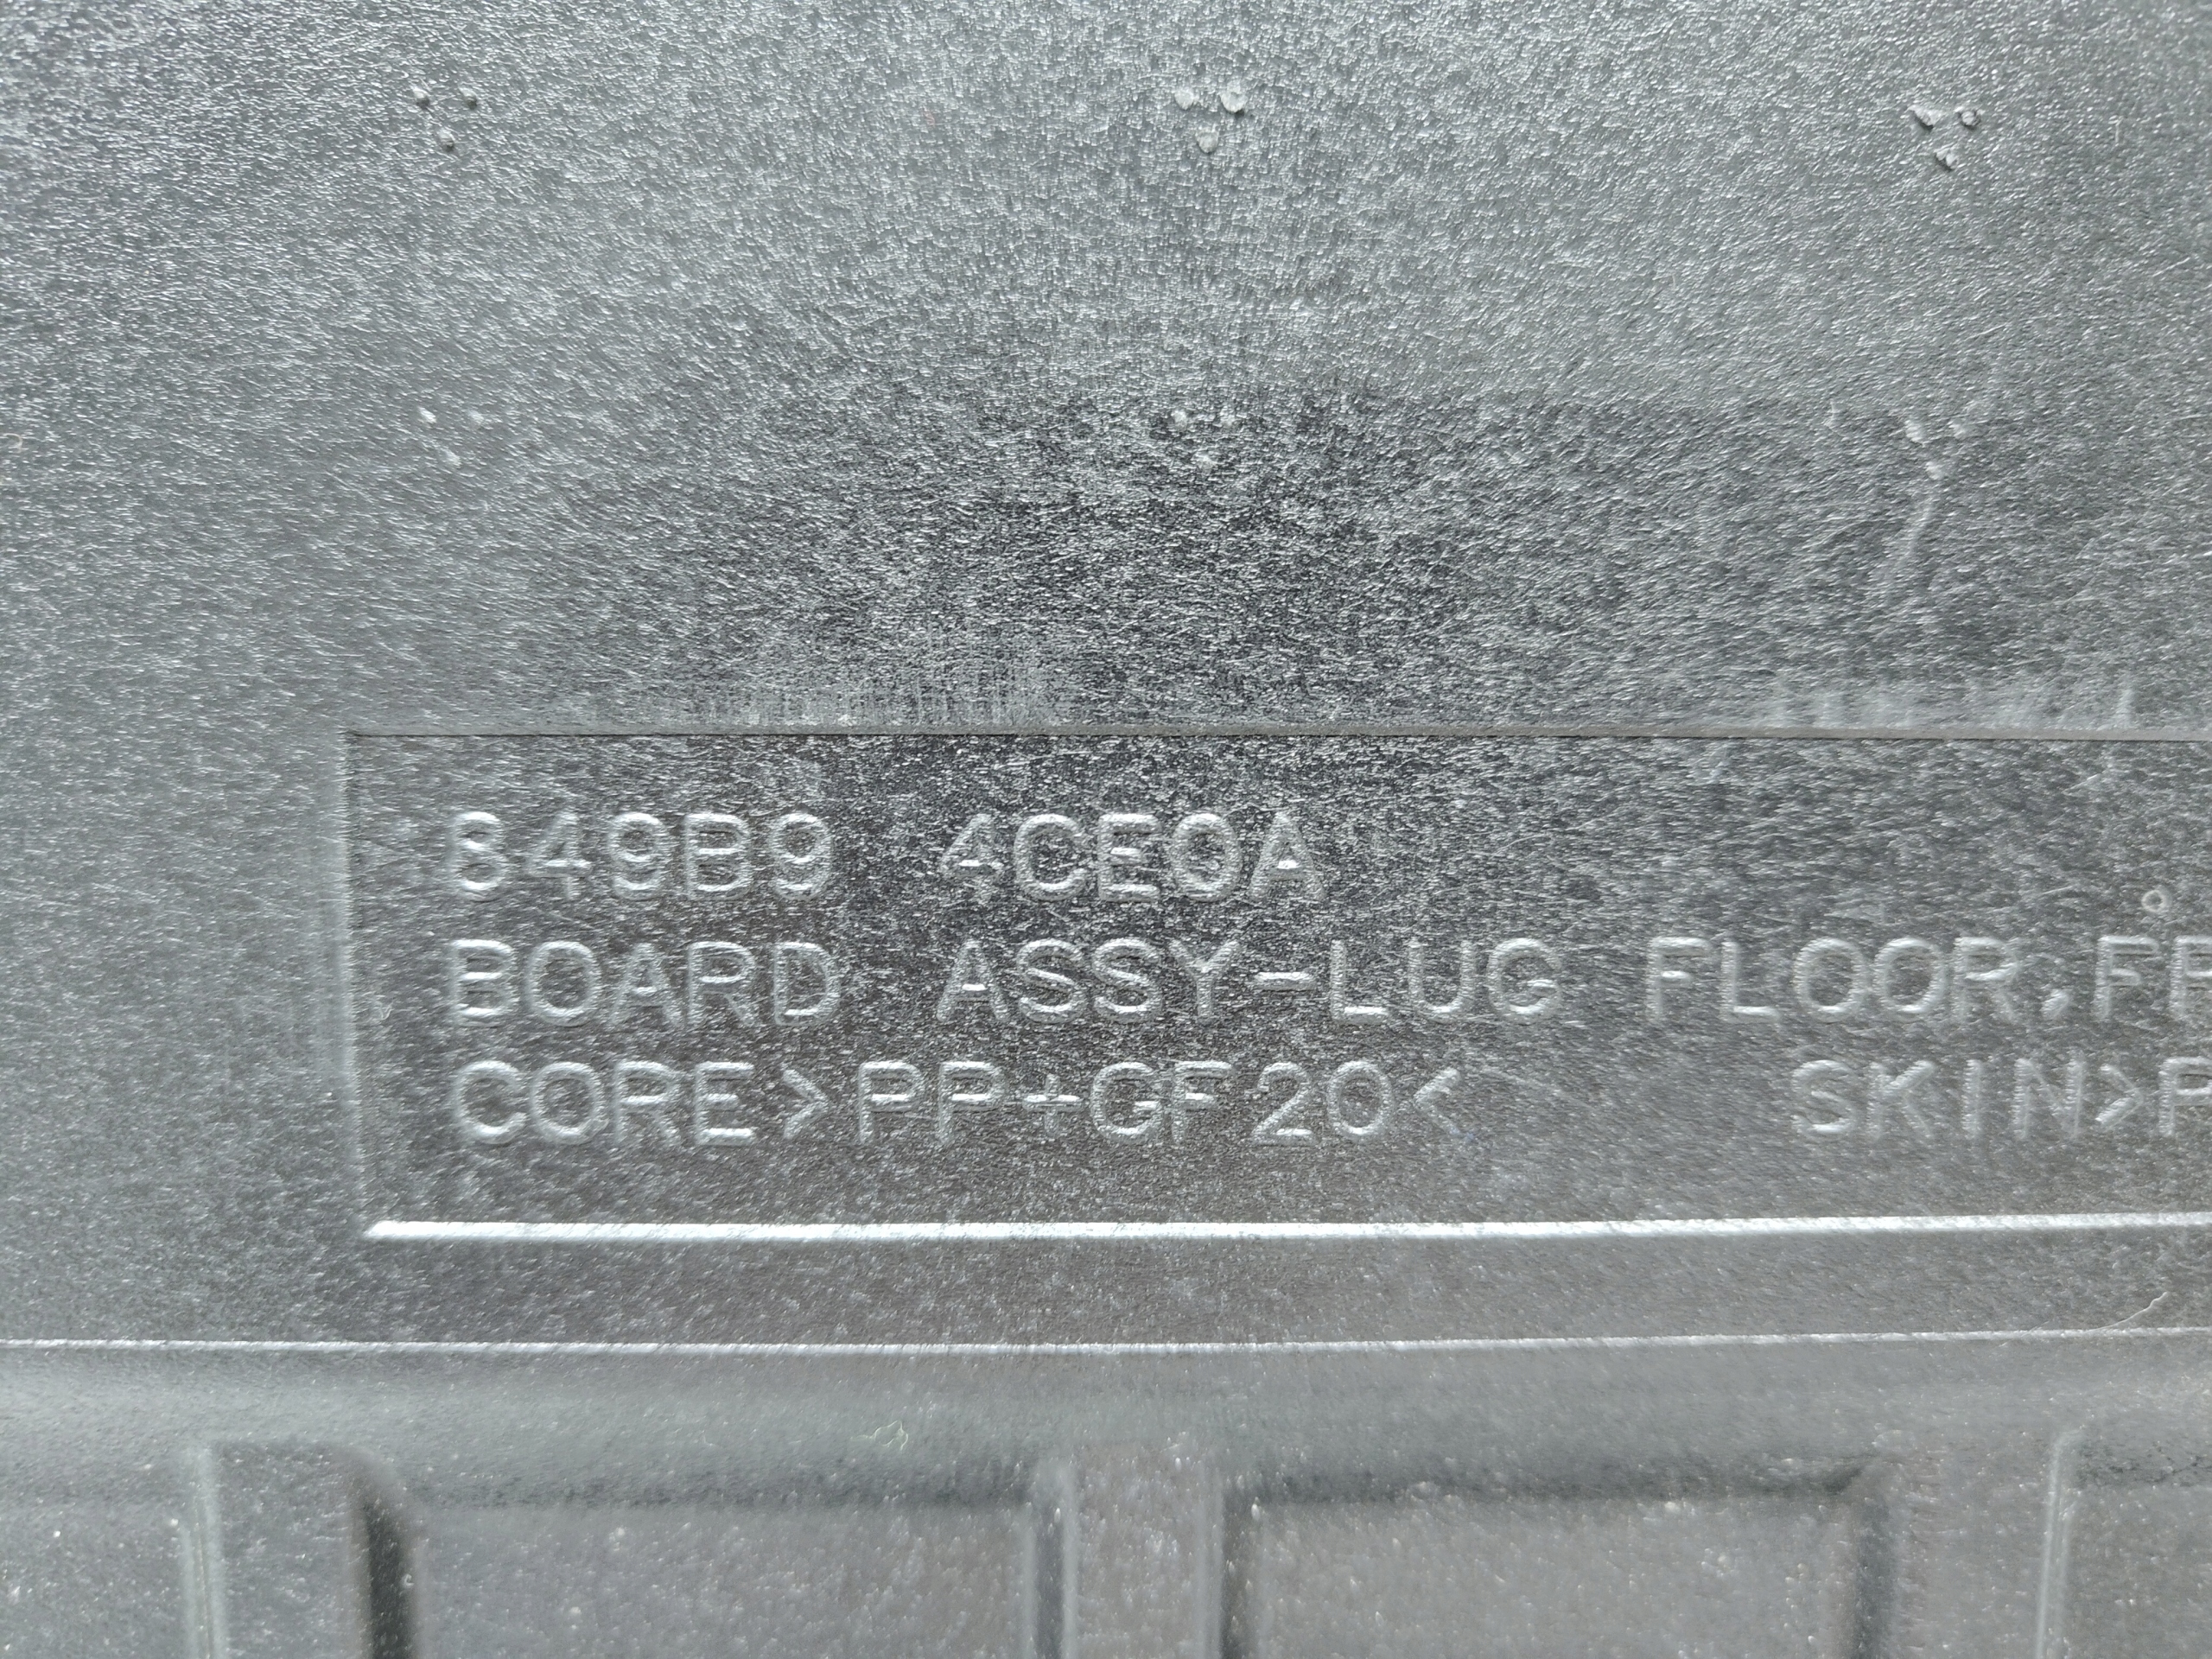 849B9 4CE0A
BOARD ASSY-LUG FLOOR,F
CORE>PP+GF20< SKIN>P